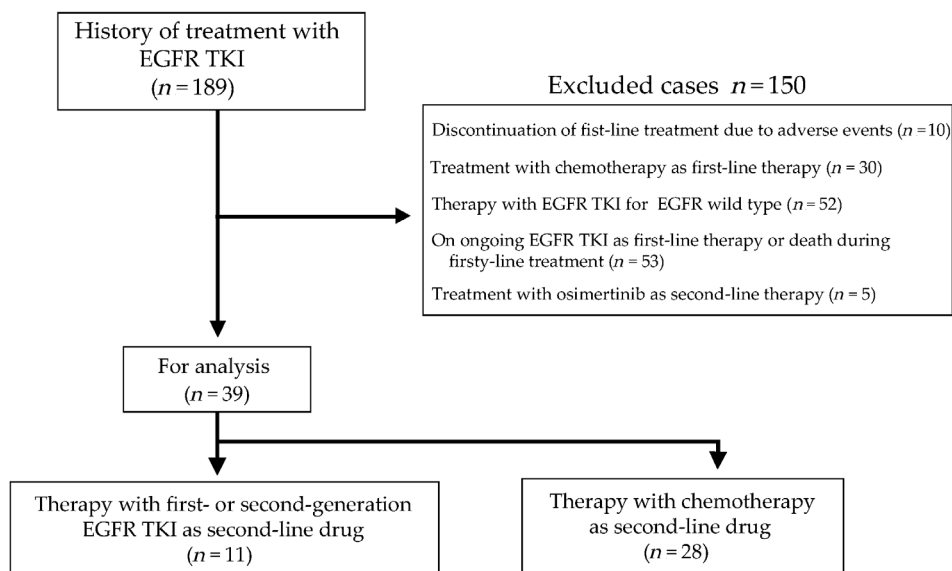 History of treatment with
EGFR TKI
(n = 189)
Excluded cases n = 150
Discontinuation of fist-line treatment due to adverse events (n =10)
Treatment with chemotherapy as first-line therapy (n = 30)
Therapy with EGFR TKI for EGFR wild type (n = 52)
On ongoing EGFR TKI as first-line therapy or death during
firsty-line treatment (n = 53)
Treatment with osimertinib as second-line therapy (n = 5)
For analysis
(n = 39)
Therapy with first- or second-generation
EGFR TKI as second-line drug
(n = 11)
Therapy with chemotherapy
as second-line drug
(n = 28)